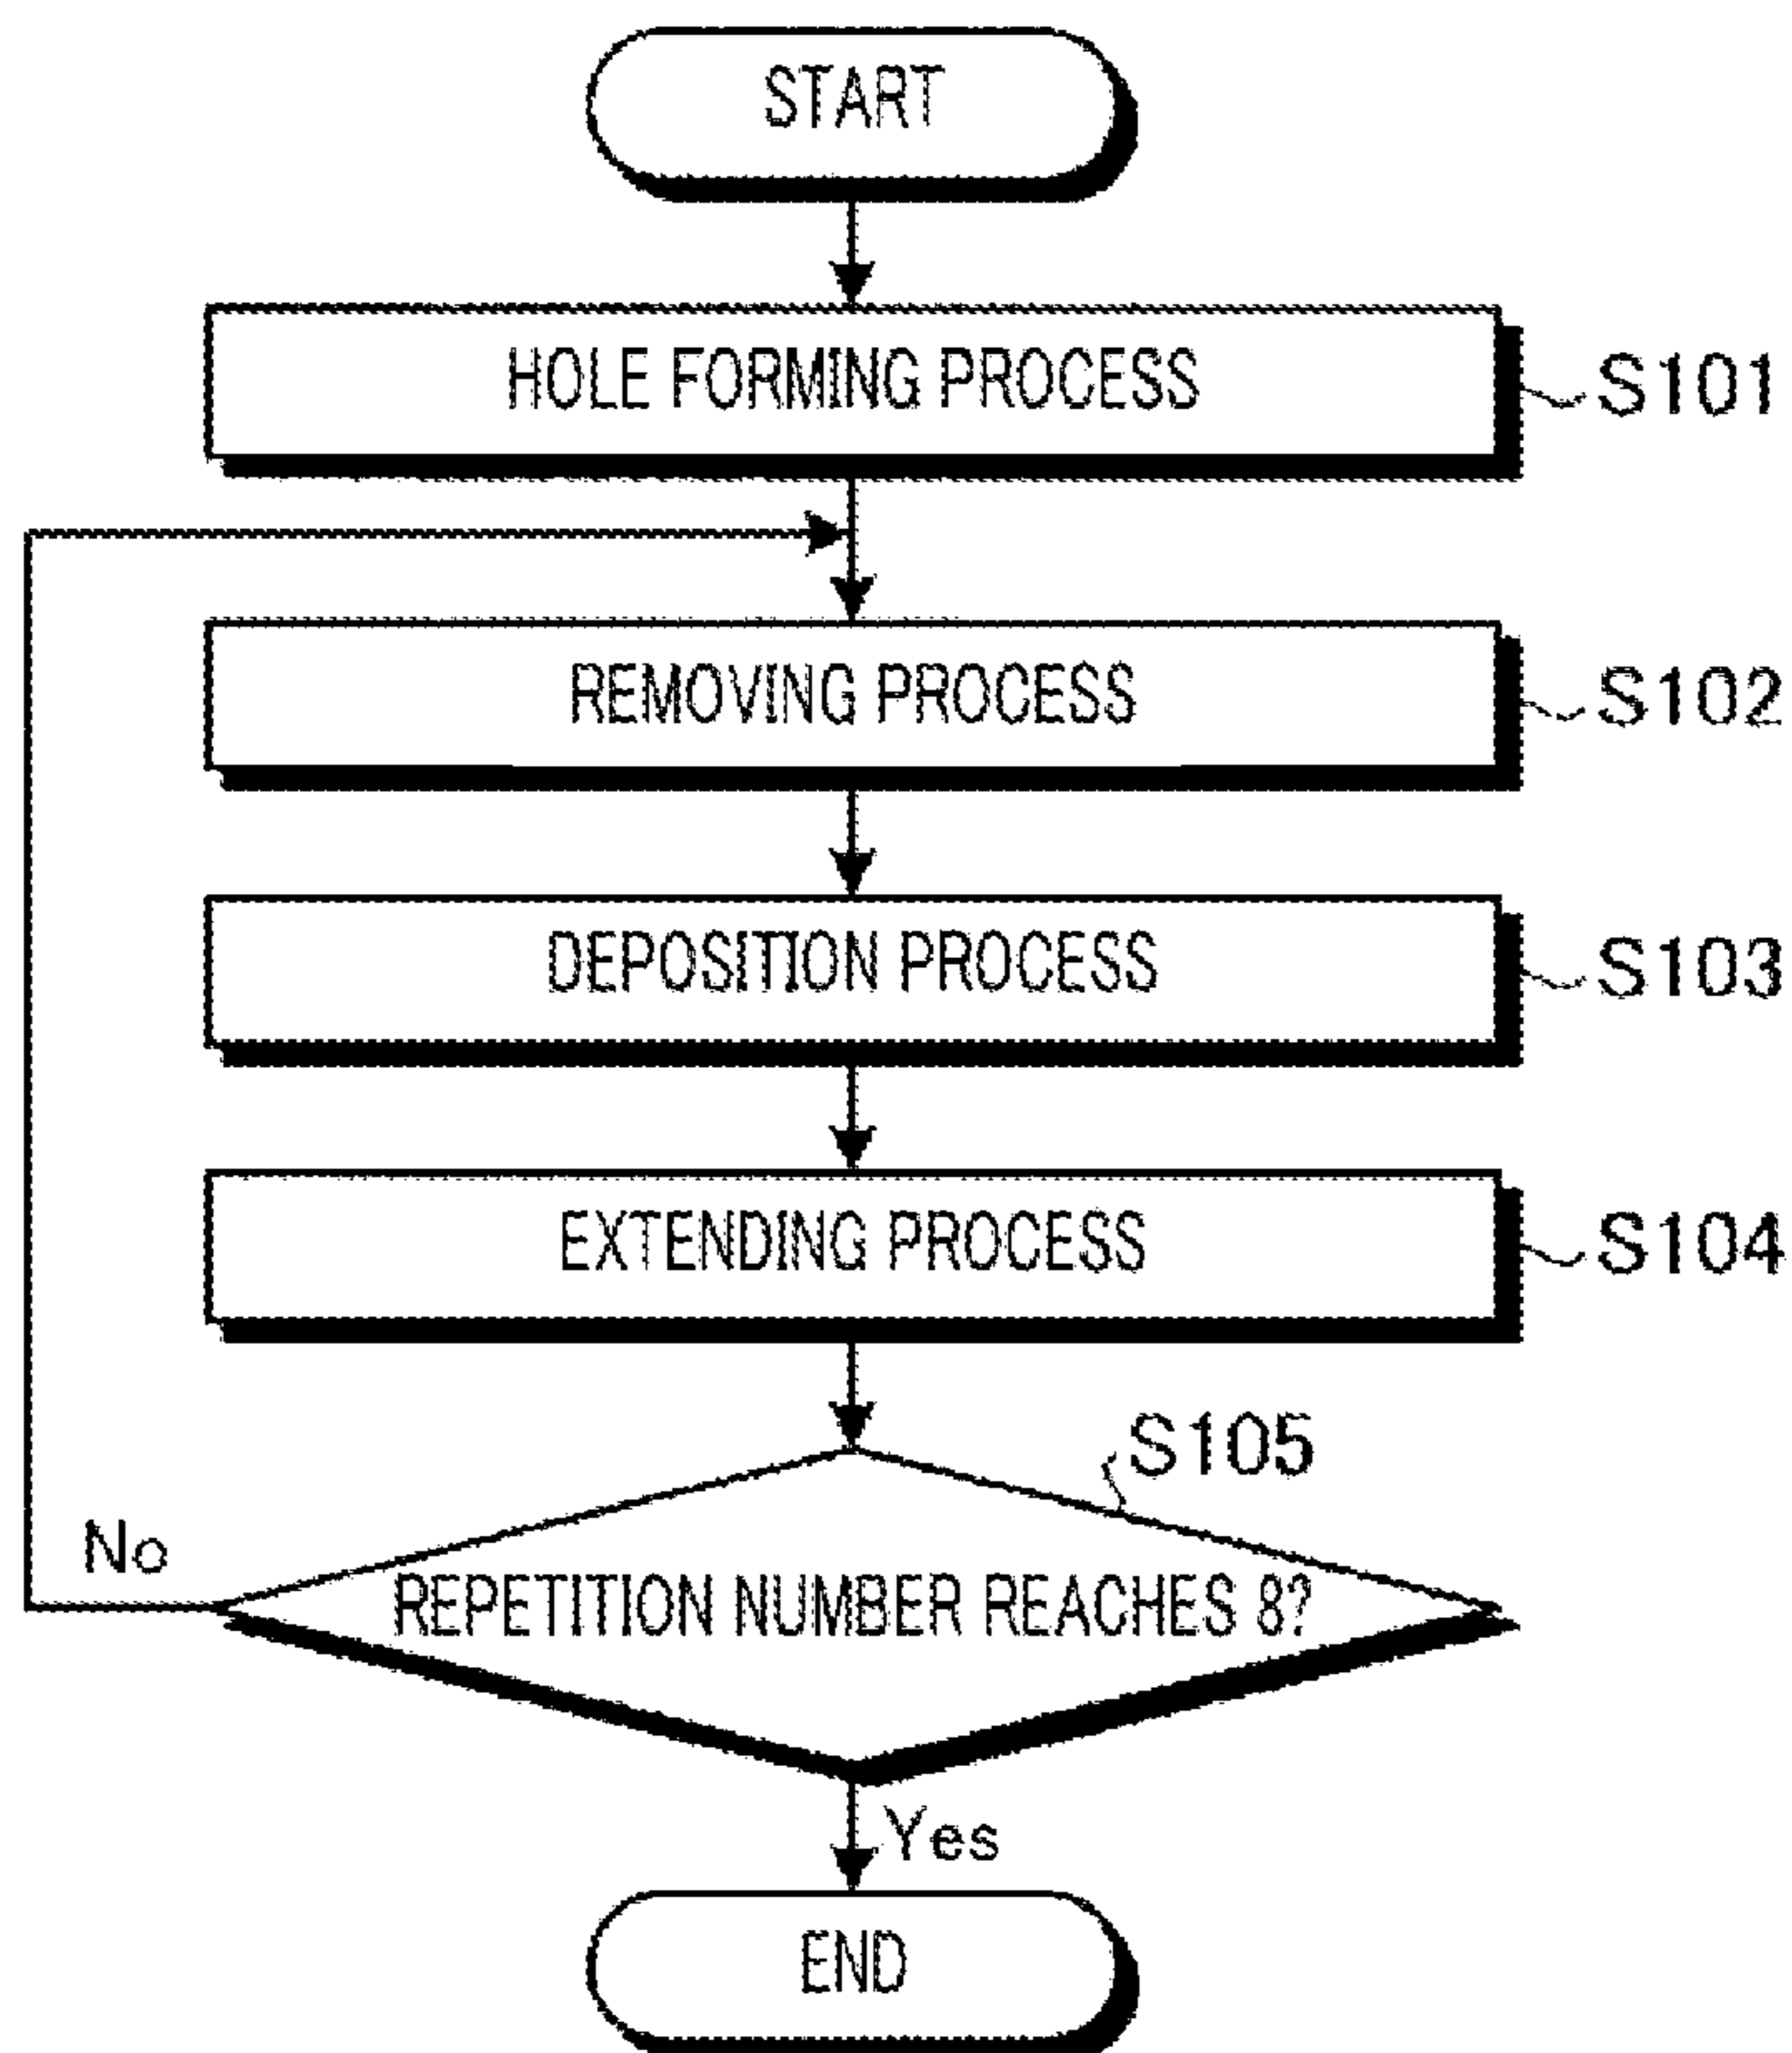 START
HOLE FORMING PROCESS
S101
REMOVING PROCESS
S102
DEPOSITION PROCESS
S103
EXTENDING PROCESS
S104
S105
No
REPETITION NUMBER REACHES 8?
Yes
END